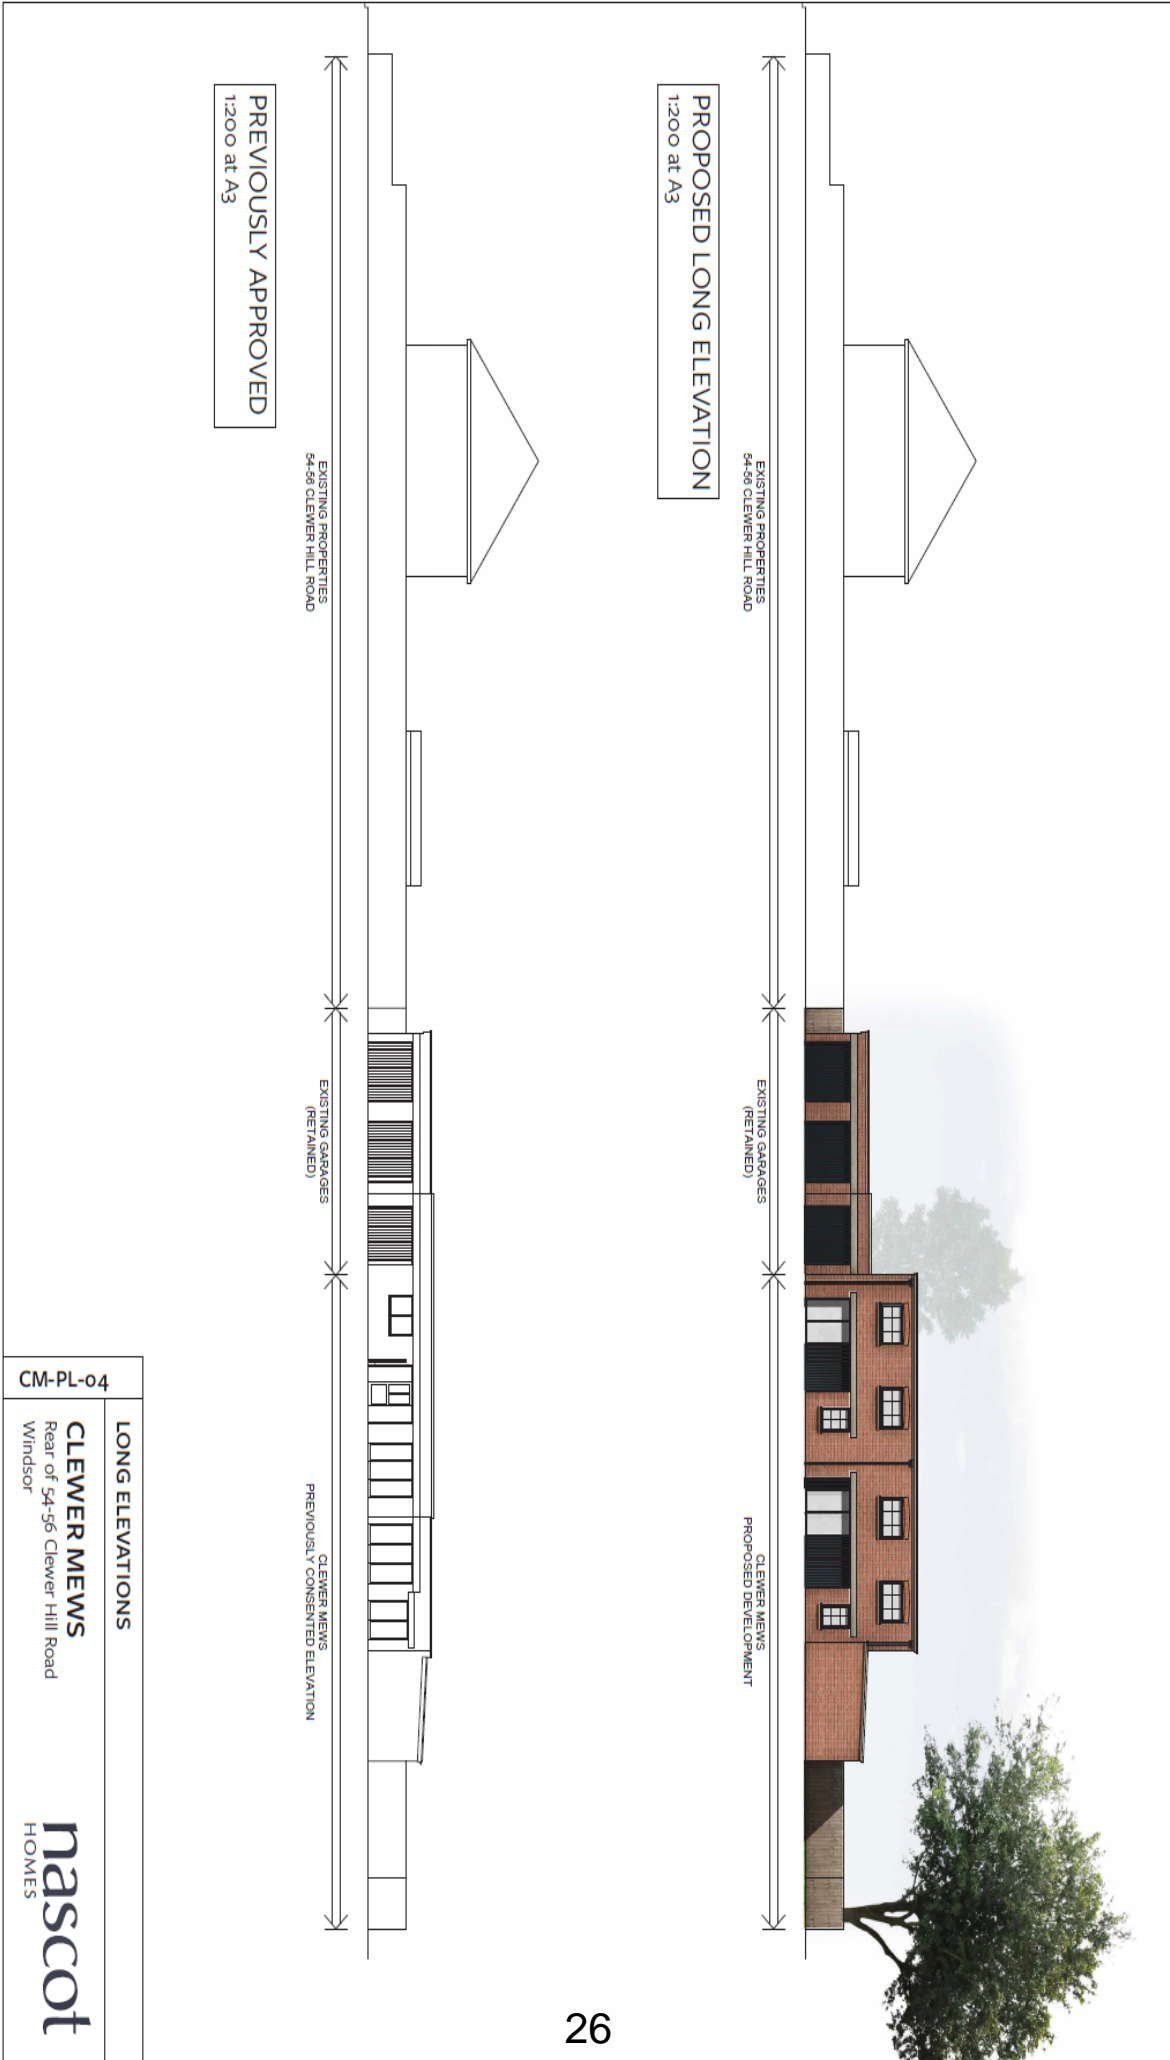 PROPOSED LONG ELEVATION
1:200 at A3
EXISTING PROPERTIES
54-56 CLEWER HILL ROAD
EXISTING GARAGES
(RETAINED)
CLEWER MEWS
PROPOSED DEVELOPMENT
PREVIOUSLY APPROVED
1:200 at A3
EXISTING PROPERTIES
54-56 CLEWER HILL ROAD
EXISTING GARAGES
(RETAINED)
CLEWER MEWS
PREVIOUSLY CONSENTED ELEVATION
LONG ELEVATIONS
CM-PL-04
CLEWER MEWS
Rear of 54-56 Clewer Hill Road
Windsor
nascot
HOMES
26